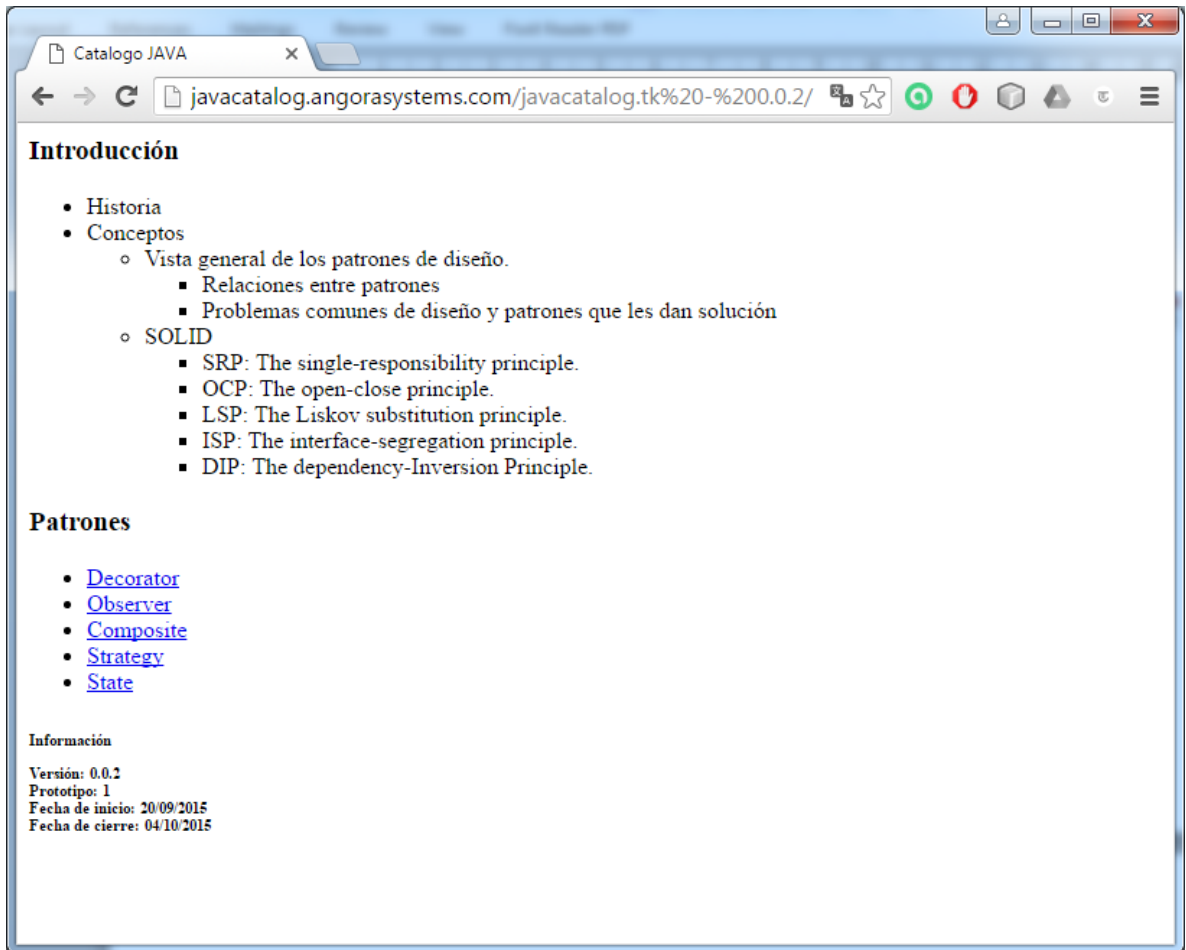 Catalogo JAVA
javacatalog.angorasystems.com/javacatalog.tk%20-%200.0.2/
Introducción
Historia
Conceptos
Vista general de los patrones de diseño.
Relaciones entre patrones
Problemas comunes de diseño y patrones que les dan solución
SOLID
SRP: The single-responsibility principle.
OCP: The open-close principle.
LSP: The Liskov substitution principle.
ISP: The interface-segregation principle.
DIP: The dependency-Inversion Principle.
Patrones
Decorator
Observer
Composite
Strategy
State
Información
Versión: 0.0.2
Prototipo: 1
Fecha de inicio: 20/09/2015
Fecha de cierre: 04/10/2015